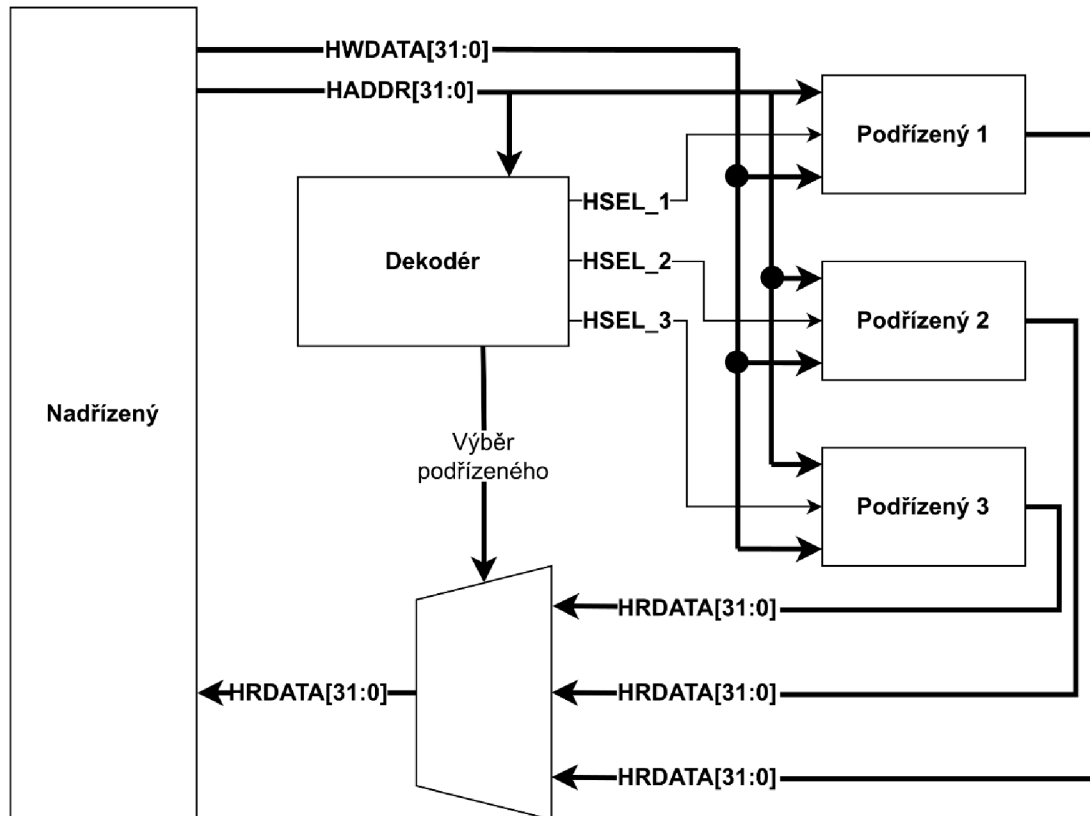 HWDATA[31:0]
HADDR[31:0]
Podřízený 1
HSEL_1
Dekodér
HSEL_2
Podřízený 2
HSEL_3
Nadřízený
Výběr
podřízeného
Podřízený 3
HRDATA[31:0]
HRDATA[31:0]
HRDATA[31:0]
HRDATA[31:0]